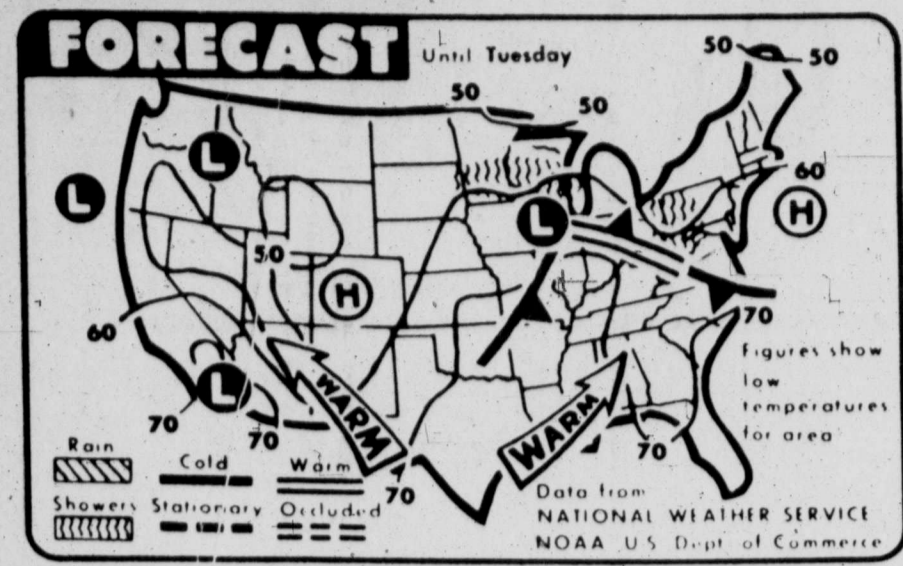 FORECAST Until Tuesday
50 50
50 50
L
L
60
H
L
50
H
60
70
L
WARM
WARM
70 70
70
70
Figures show
low
temperatures
for area
Rain Cold Warm
Showers Stationary Occluded
Data from
NATIONAL WEATHER SERVICE
NOAA U S Dept of Commerce